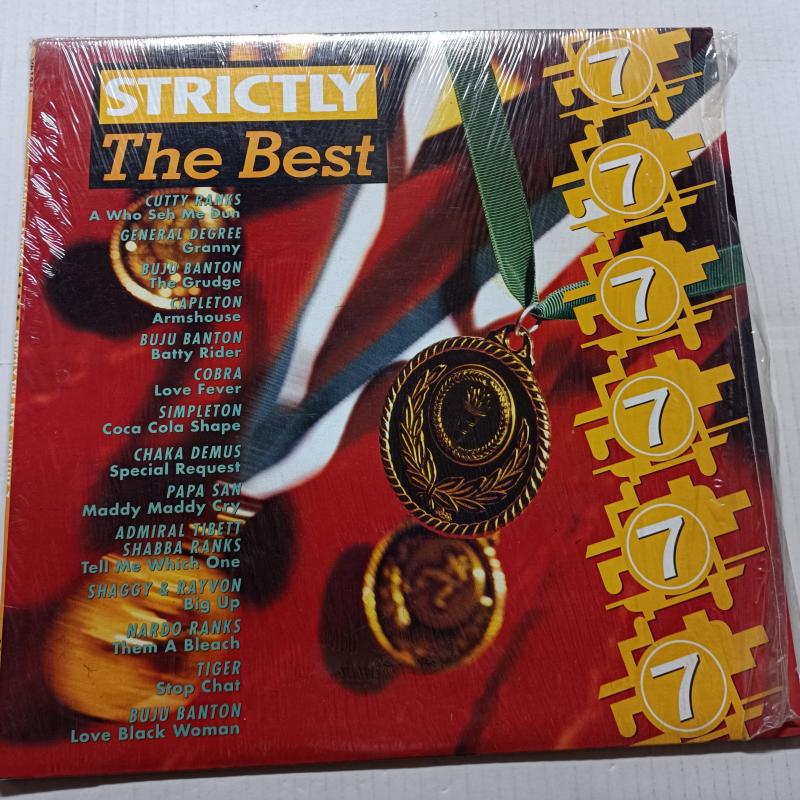 STRICTLY
The Best
CUTTY RANKS
A Who Seh Me Dun
GENERAL DEGREE
Granny
BUJU BANTON
The Grudge
CAPLETON
Armshouse
BUJU BANTON
Batty Rider
COBRA
Love Fever
SIMPLETON
Coca Cola Shape
CHAKA DEMUS
Special Request
PAPA SAN
Maddy Maddy Cry
ADMIRAL TIBETT
SHABBA RANKS
Tell Me Which One
SHAGGY & RAYVON
Big Up
NARDO RANKS
Them A Bleach
TIGER
Stop Chat
BUJU BANTON
Love Black Woman
7
7
7
7
7
7